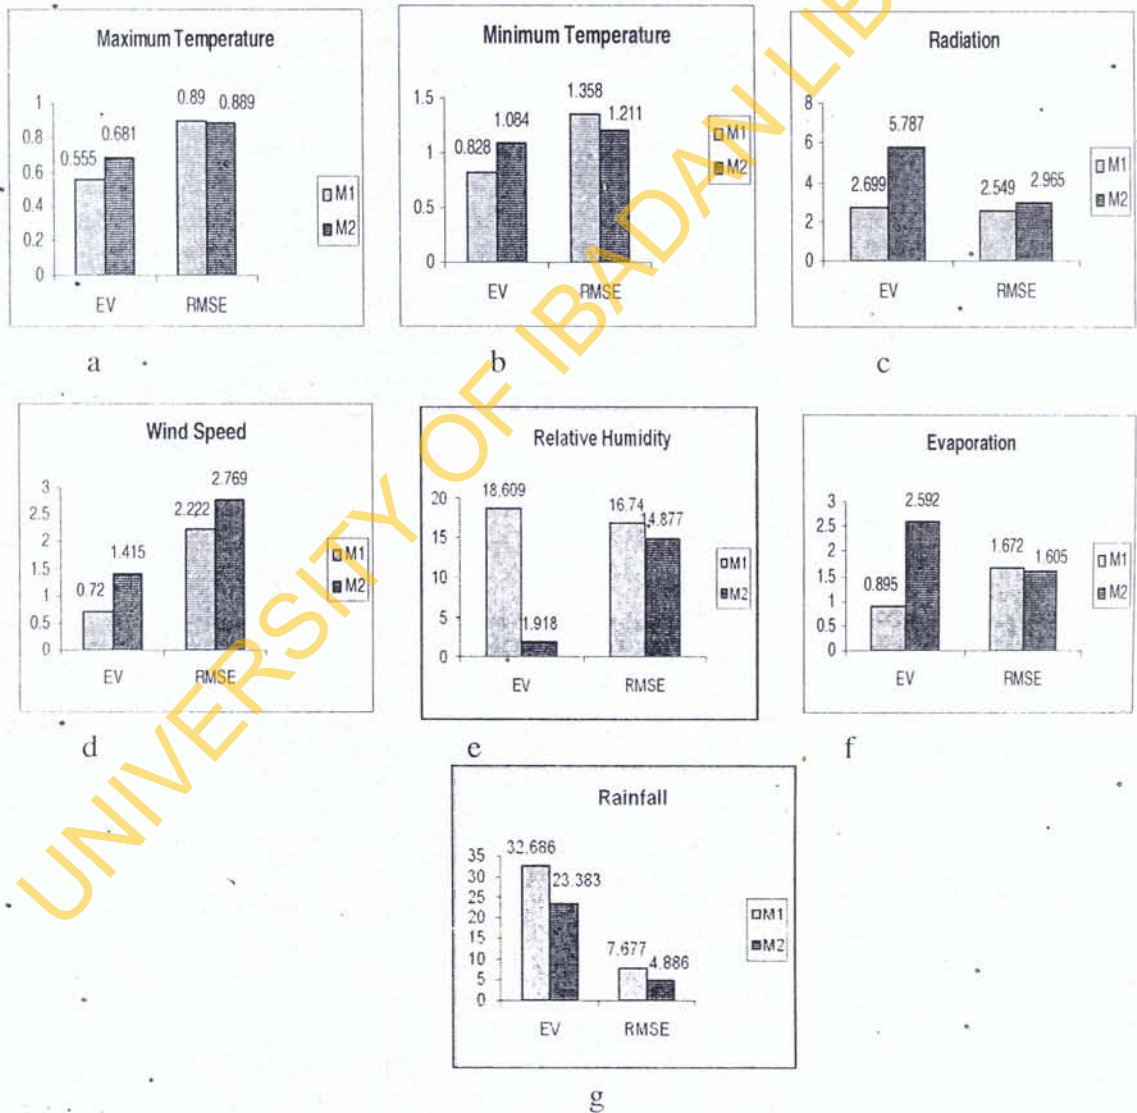 Maximum Temperature
1
0.8
0.6
0.4
0.2
0
0.555
0.681
0.89
0.889
EV
RMSE
M1
M2
a
Minimum Temperature
1.5
1
0.5
0
0.828
1.084
1.358
1.211
EV
RMSE
M1
M2
b
Radiation
8
6
4
2
0
2.699
5.787
2.549
2.965
EV
RMSE
M1
M2
c
Wind Speed
3
2.5
2
1.5
1
0.5
0
0.72
1.415
2.222
2.769
EV
RMSE
M1
M2
d
Relative Humidity
20
15
10
5
0
18.609
1.918
16.74
14.877
EV
RMSE
M1
M2
e
Evaporation
3
2.5
2
1.5
1
0.5
0
0.895
2.592
1.672
1.605
EV
RMSE
M1
M2
f
Rainfall
35
30
25
20
15
10
5
0
32.686
23.383
7.677
4.886
EV
RMSE
M1
M2
g
UNIVERSITY OF IBADAN LIB